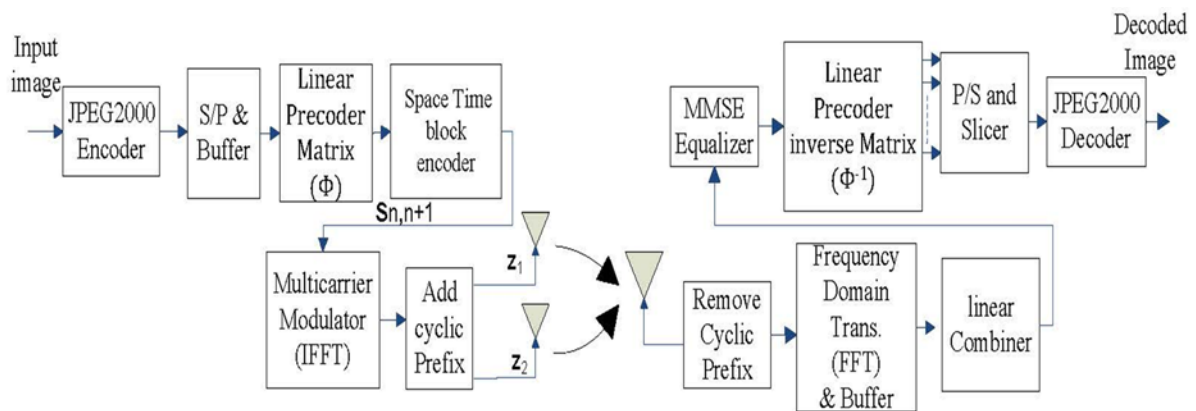 Input
image
JPEG2000
Encoder
S/P &
Buffer
Linear
Precoder
Matrix
(Φ)
Space Time
block
encoder
Sn,n+1
Multicarrier
Modulator
(IFFT)
Add
cyclic
Prefix
z1
z2
Remove
Cyclic
Prefix
Frequency
Domain
Trans.
(FFT)
& Buffer
linear
Combiner
MMSE
Equalizer
Linear
Precoder
inverse Matrix
(Φ-1)
P/S and
Slicer
JPEG2000
Decoder
Decoded
Image